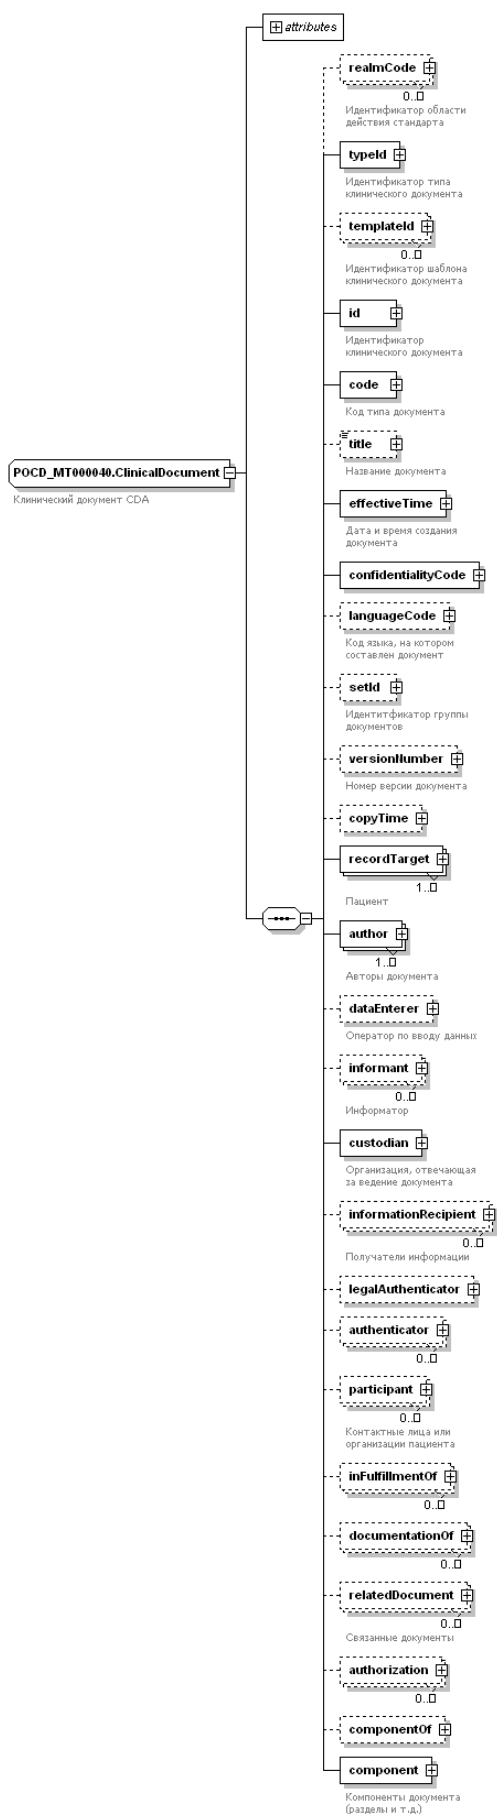 attributes
realmCode
0..
Идентификатор области
действия стандарта
typeId
Идентификатор типа
клинического документа
templateId
0..
Идентификатор шаблона
клинического документа
id
Идентификатор
клинического документа
code
Код типа документа
POCD_MT000040.ClinicalDocument
Клинический документ CDA
title
Название документа
effectiveTime
Дата и время создания
документа
confidentialityCode
languageCode
Код языка, на котором
составлен документ
setId
Идентитфикатор группы
документов
versionNumber
Номер версии документа
copyTime
recordTarget
1..
Пациент
author
1..
Авторы документа
dataEnterer
Оператор по вводу данных
informant
0..
Информатор
custodian
Организация, отвечающая
за ведение документа
informationRecipient
0..
Получатели информации
legalAuthenticator
authenticator
0..
participant
0..
Контактные лица или
организации пациента
inFulfillmentOf
0..
documentationOf
0..
relatedDocument
0..
Связанные документы
authorization
0..
componentOf
component
Компоненты документа
(разделы и т.д.)